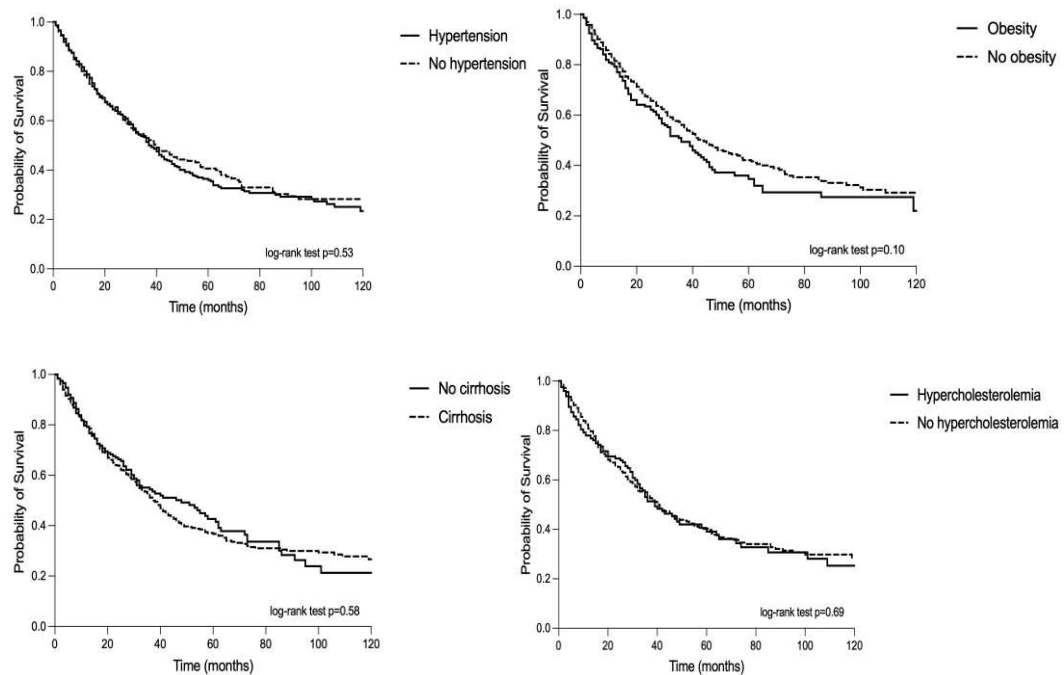 Probability of Survival
1.0
0.8
0.6
0.4
0.2
0.0
0 20 40 60 80 100 120
Time (months)
Hypertension
No hypertension
log-rank test p=0.53
Probability of Survival
1.0
0.8
0.6
0.4
0.2
0.0
0 20 40 60 80 100 120
Time (months)
Obesity
No obesity
log-rank test p=0.10
Probability of Survival
1.0
0.8
0.6
0.4
0.2
0.0
0 20 40 60 80 100 120
Time (months)
No cirrhosis
Cirrhosis
log-rank test p=0.58
Probability of Survival
1.0
0.8
0.6
0.4
0.2
0.0
0 20 40 60 80 100 120
Time (months)
Hypercholesterolemia
No hypercholesterolemia
log-rank test p=0.69